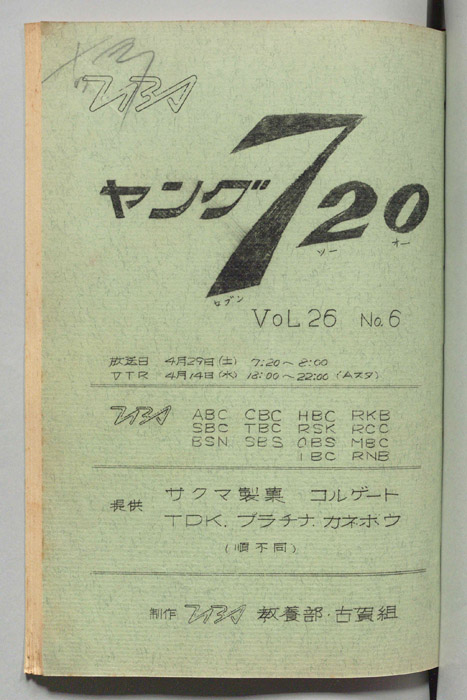 TBS
ヤング720
セブン ツー オー
VOL 26 No.6
放送日 4月29日(土) 7:20～8:00
VTR 4月14日(水) 18:00～22:00 (Aスタ)
TBS ABC CBC HBC RKB
SBC TBC RSK RCC
BSN SBS OBS MBC
IBC RNB
提供 サクマ製菓 コルゲート
TDK. プラチナ. カネボウ
(順不同)
制作 TBS 教養部・古賀組